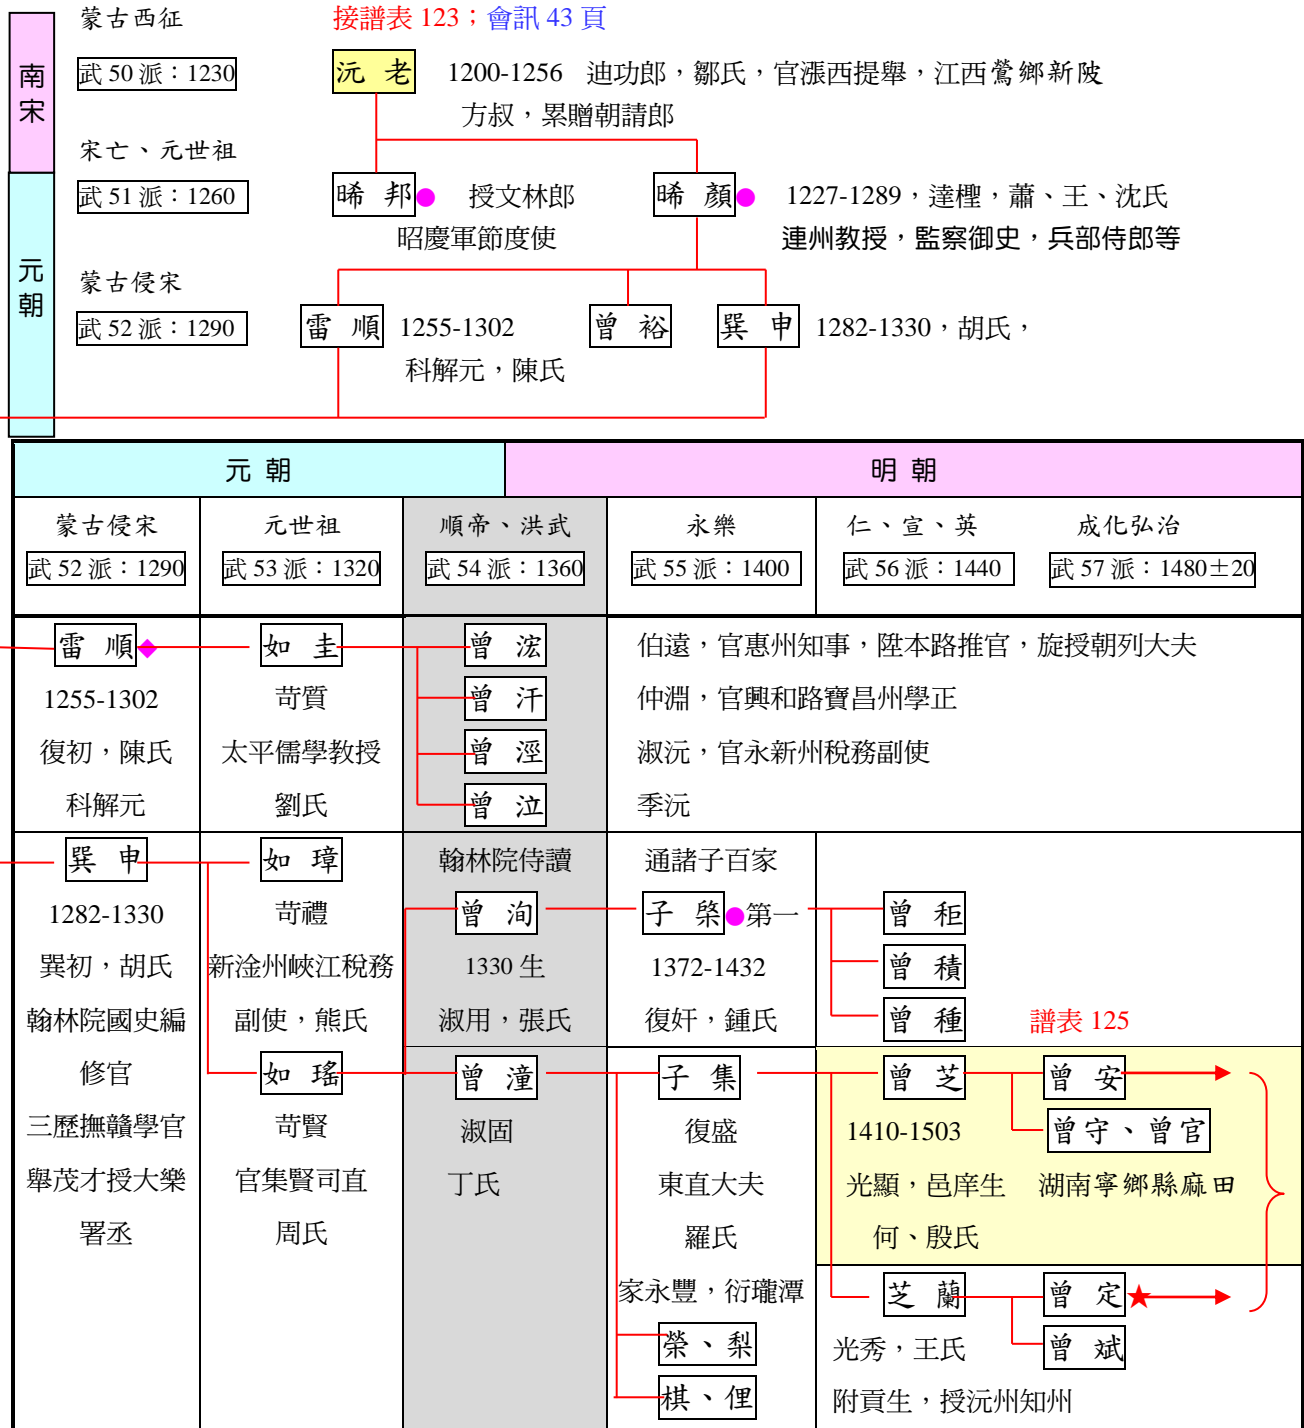 蒙古西征 接譜表 123；會訊 43 頁
南宋
武 50 派：1230 沅 老 1200-1256 迪功郎，鄒氏，官漲西提舉，江西鶯鄉新陂
方叔，累贈朝請郎
宋亡、元世祖
武 51 派：1260 晞 邦● 授文林郎 晞 顏● 1227-1289，達樫，蕭、王、沈氏
昭慶軍節度使 連州教授，監察御史，兵部侍郎等
元朝
蒙古侵宋
武 52 派：1290 雷 順 1255-1302 曾 裕 巽 申 1282-1330，胡氏，
科解元，陳氏
元 朝 明 朝
蒙古侵宋 元世祖 順帝、洪武 永樂 仁、宣、英 成化弘治
武 52 派：1290 武 53 派：1320 武 54 派：1360 武 55 派：1400 武 56 派：1440 武 57 派：1480±20
雷 順◆ 如 圭 曾 浤 伯遠，官惠州知事，陞本路推官，旋授朝列大夫
1255-1302 苛質 曾 汗 仲淵，官興和路寶昌州學正
復初，陳氏 太平儒學教授 曾 涇 淑沅，官永新州稅務副使
科解元 劉氏 曾 泣 季沅
巽 申 如 璋 翰林院侍讀 通諸子百家
1282-1330 苛禮 曾 洵 子 棨●第一 曾 秬
巽初，胡氏 新淦州峽江稅務 1330 生 1372-1432 曾 積
翰林院國史編 副使，熊氏 淑用，張氏 復奸，鍾氏 曾 種 譜表 125
修官 如 瑤 曾 潼 子 集 曾 芝 曾 安
三歷撫贛學官 苛賢 淑固 復盛 1410-1503 曾守、曾官
舉茂才授大樂 官集賢司直 丁氏 東直大夫 光顯，邑庠生 湖南寧鄉縣麻田
署丞 周氏 羅氏 何、殷氏
家永豐，衍瓏潭 芝 蘭 曾 定★
榮、梨 光秀，王氏 曾 斌
棋、俚 附貢生，授沅州知州